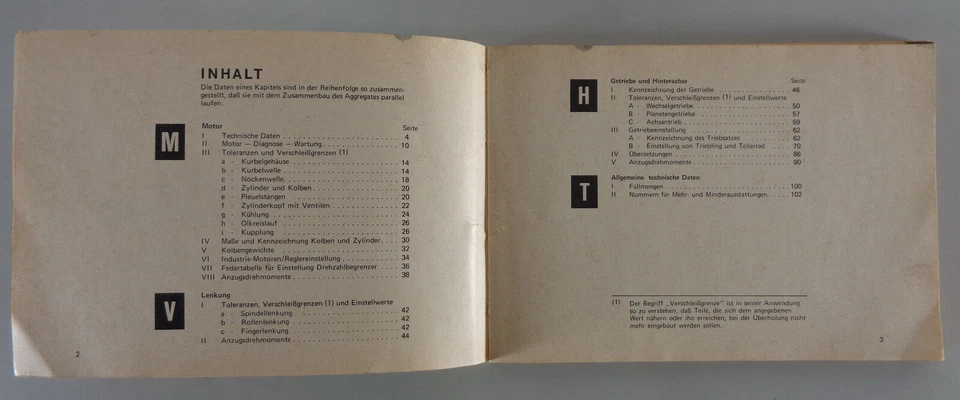 INHALT
Die Daten eines Kapitels sind in der Reihenfolge so zusammen-
gestellt, daß sie mit dem Zusammenbau des Aggregates parallel
laufen.
M
Motor Seite
I Technische Daten . . . . . . . . . . . . . . . . . . . . 4
II Motor — Diagnose — Wartung . . . . . . . . . . . . . 10
III Toleranzen und Verschleißgrenzen (1)
a - Kurbelgehäuse . . . . . . . . . . . . . . . . . . 14
b - Kurbelwelle . . . . . . . . . . . . . . . . . . . . 14
c - Nockenwelle . . . . . . . . . . . . . . . . . . . . 18
d - Zylinder und Kolben . . . . . . . . . . . . . . . 20
e - Pleuelstangen . . . . . . . . . . . . . . . . . . . 20
f - Zylinderkopf mit Ventilen . . . . . . . . . . . . 22
g - Kühlung . . . . . . . . . . . . . . . . . . . . . . 24
h - Ölkreislauf . . . . . . . . . . . . . . . . . . . . 26
i - Kupplung . . . . . . . . . . . . . . . . . . . . . 26
IV Maße und Kennzeichnung Kolben und Zylinder . . . . 30
V Kolbengewichte . . . . . . . . . . . . . . . . . . . . 32
VI Industrie-Motoren/Reglereinstellung . . . . . . . . . . 34
VII Federtabelle für Einstellung Drehzahlbegrenzer . . . . 36
VIII Anzugsdrehmomente . . . . . . . . . . . . . . . . . . 38
V
Lenkung
I Toleranzen, Verschleißgrenzen (1) und Einstellwerte
a - Spindellenkung . . . . . . . . . . . . . . . . . . 42
b - Rollenlenkung . . . . . . . . . . . . . . . . . . . 42
c - Fingerlenkung . . . . . . . . . . . . . . . . . . . 42
II Anzugsdrehmomente . . . . . . . . . . . . . . . . . . 44
2
H
Getriebe und Hinterachse Seite
I Kennzeichnung der Getriebe . . . . . . . . . . . . . . 46
II Toleranzen, Verschleißgrenzen (1) und Einstellwerte
A - Wechselgetriebe . . . . . . . . . . . . . . . . . . 50
B - Planetengetriebe . . . . . . . . . . . . . . . . . 57
C - Achsantrieb . . . . . . . . . . . . . . . . . . . . 59
III Getriebeeinstellung . . . . . . . . . . . . . . . . . . 62
A - Kennzeichnung des Triebsatzes . . . . . . . . . . 62
B - Einstellung von Triebling und Tellerrad . . . . . 70
IV Übersetzungen . . . . . . . . . . . . . . . . . . . . . 86
V Anzugsdrehmomente . . . . . . . . . . . . . . . . . . 90
T
Allgemeine technische Daten
I Füllmengen . . . . . . . . . . . . . . . . . . . . . . 100
II Nummern für Mehr- und Minderausstattungen . . . . 102
(1) Der Begriff „Verschleißgrenze" ist in seiner Anwendung
so zu verstehen, daß Teile, die sich dem angegebenen
Wert nähern oder ihn erreichen, bei der Überholung nicht
mehr eingebaut werden sollen.
3